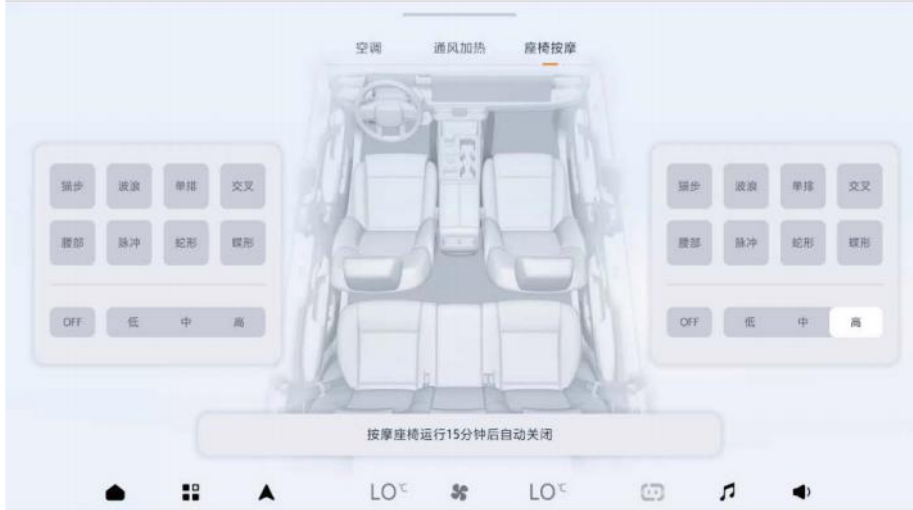 空调 通风加热 座椅按摩
猫步 波浪 单排 交叉
腰部 脉冲 蛇形 蝶形
OFF 低 中 高
猫步 波浪 单排 交叉
腰部 脉冲 蛇形 蝶形
OFF 低 中 高
按摩座椅运行15分钟后自动关闭
LO℃ LO℃